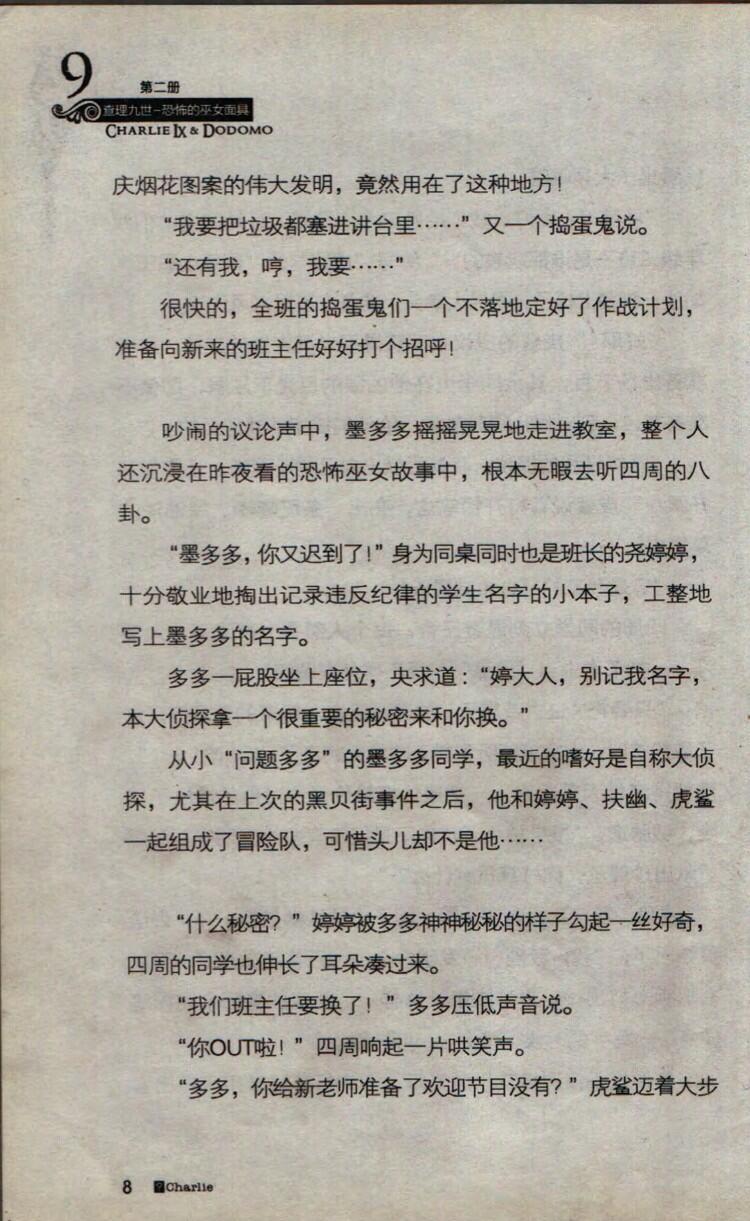 9
第二册
查理九世-恐怖的巫女面具
CHARLIE IX & DODOMO
庆烟花图案的伟大发明，竟然用在了这种地方！
“我要把垃圾都塞进讲台里……”又一个捣蛋鬼说。
“还有我，哼，我要……”
很快的，全班的捣蛋鬼们一个不落地定好了作战计划，
准备向新来的班主任好好打个招呼！
吵闹的议论声中，墨多多摇摇晃晃地走进教室，整个人
还沉浸在昨夜看的恐怖巫女故事中，根本无暇去听四周的八
卦。
“墨多多，你又迟到了！”身为同桌同时也是班长的尧婷婷，
十分敬业地掏出记录违反纪律的学生名字的小本子，工整地
写上墨多多的名字。
多多一屁股坐上座位，央求道：“婷大人，别记我名字，
本大侦探拿一个很重要的秘密来和你换。”
从小“问题多多”的墨多多同学，最近的嗜好是自称大侦
探，尤其在上次的黑贝街事件之后，他和婷婷、扶幽、虎鲨
一起组成了冒险队，可惜头儿却不是他……
“什么秘密？”婷婷被多多神神秘秘的样子勾起一丝好奇，
四周的同学也伸长了耳朵凑过来。
“我们班主任要换了！”多多压低声音说。
“你OUT啦！”四周响起一片哄笑声。
“多多，你给新老师准备了欢迎节目没有？”虎鲨迈着大步
8 9 Charlie